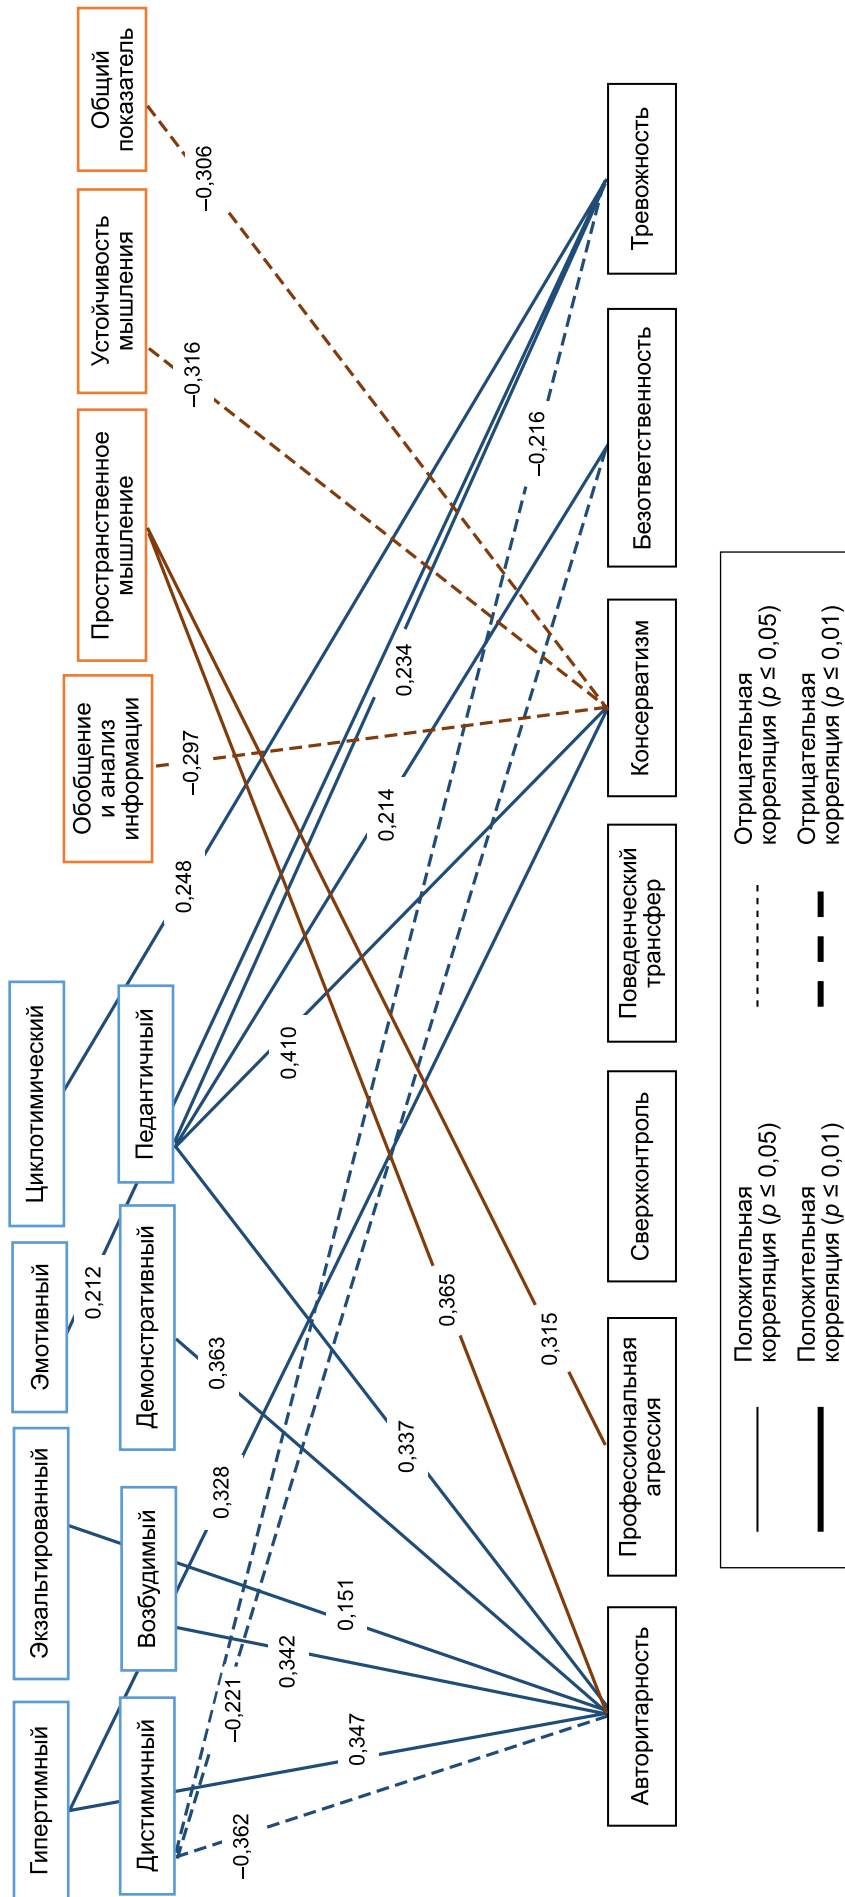 Гипертимный
Экзальтированный
Эмотивный
Циклотимический
Дистимичный
Возбудимый
Демонстративный
Педантичный
Обобщение
и анализ
информации
Пространственное
мышление
Устойчивость
мышления
Общий
показатель
–0,362
0,347
–0,221
0,342
0,151
0,328
0,363
0,337
0,212
0,410
0,248
0,214
0,234
–0,297
–0,316
–0,306
–0,216
0,365
0,315
Авторитарность
Профессиональная
агрессия
Сверхконтроль
Поведенческий
трансфер
Консерватизм
Безответственность
Тревожность
Положительная
корреляция (p ≤ 0,05)
Отрицательная
корреляция (p ≤ 0,05)
Положительная
корреляция (p ≤ 0,01)
Отрицательная
корреляция (p ≤ 0,01)